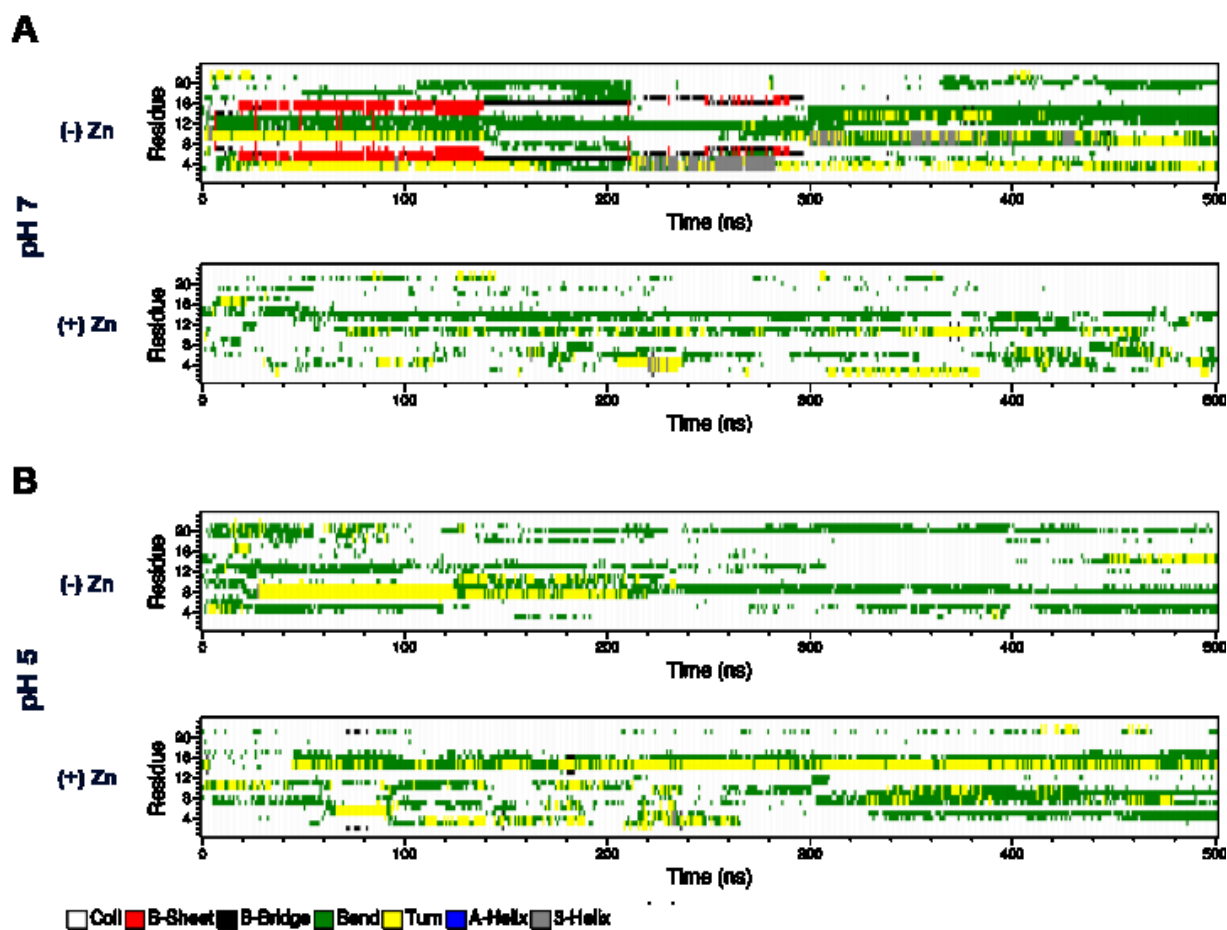 A
(-) Zn
Residue
20
16
12
8
4
0 100 200 300 400 500
Time (ns)
pH 7
(+) Zn
Residue
20
16
12
8
4
0 100 200 300 400 500
Time (ns)
B
(-) Zn
Residue
20
16
12
8
4
0 100 200 300 400 500
Time (ns)
pH 5
(+) Zn
Residue
20
16
12
8
4
0 100 200 300 400 500
Time (ns)
Coil B-Sheet B-Bridge Bend Turn A-Helix 3-Helix